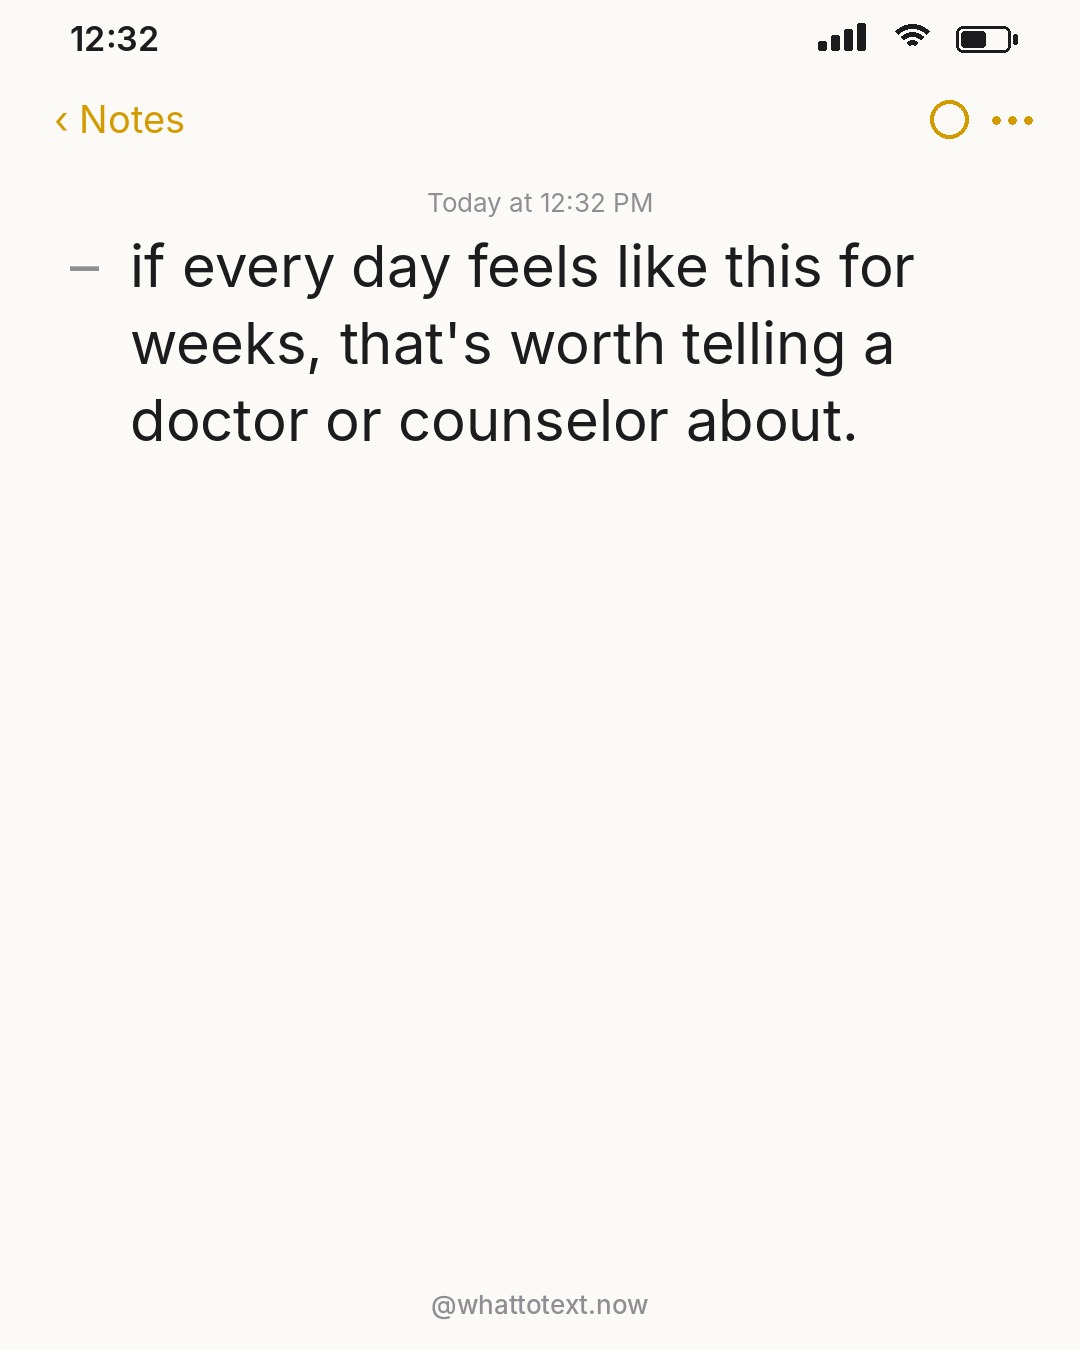 12:32
‹ Notes
Today at 12:32 PM
– if every day feels like this for
weeks, that's worth telling a
doctor or counselor about.
@whattotext.now